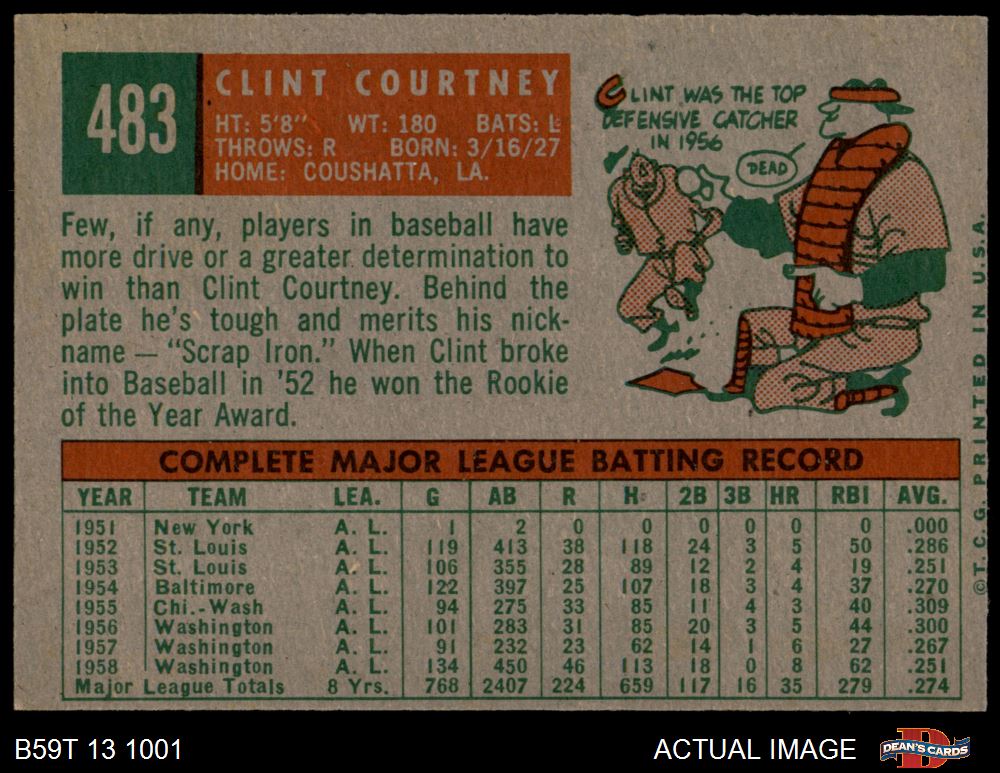 483
CLINT COURTNEY
HT: 5'8" WT: 180 BATS: L
THROWS: R BORN: 3/16/27
HOME: COUSHATTA, LA.
Few, if any, players in baseball have
more drive or a greater determination to
win than Clint Courtney. Behind the
plate he's tough and merits his nick-
name — "Scrap Iron." When Clint broke
into Baseball in '52 he won the Rookie
of the Year Award.
CLINT WAS THE TOP
DEFENSIVE CATCHER
IN 1956
DEAD
COMPLETE MAJOR LEAGUE BATTING RECORD
YEAR TEAM LEA. G AB R H 2B 3B HR RBI AVG.
1951 New York A. L. 1 2 0 0 0 0 0 0 .000
1952 St. Louis A. L. 119 413 38 118 24 3 5 50 .286
1953 St. Louis A. L. 106 355 28 89 12 2 4 19 .251
1954 Baltimore A. L. 122 397 25 107 18 3 4 37 .270
1955 Chi.-Wash A. L. 94 275 33 85 11 4 3 40 .309
1956 Washington A. L. 101 283 31 85 20 3 5 44 .300
1957 Washington A. L. 91 232 23 62 14 1 6 27 .267
1958 Washington A. L. 134 450 46 113 18 0 8 62 .251
Major League Totals 8 Yrs. 768 2407 224 659 117 16 35 279 .274
©T.C.G. PRINTED IN U.S.A.
B59T 13 1001
ACTUAL IMAGE
DEAN'S CARDS